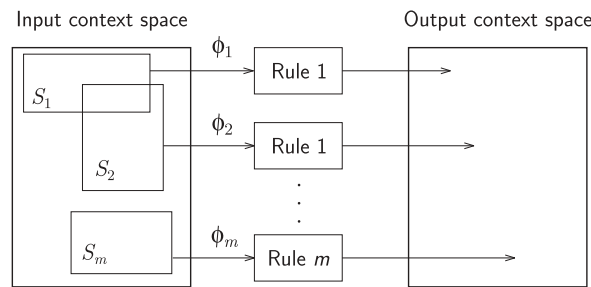 Input context space
Output context space
ϕ1
Rule 1
S1
ϕ2
Rule 1
S2
.
.
.
ϕm
Sm
Rule m